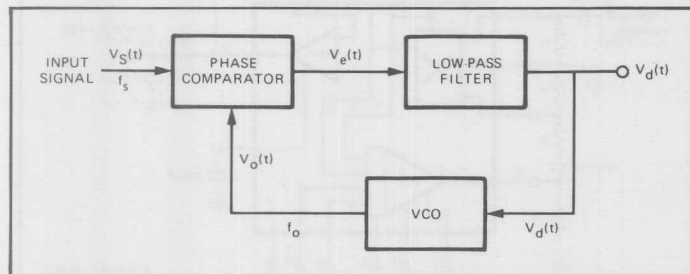 INPUT
SIGNAL
V_S(t)
f_s
PHASE
COMPARATOR
V_e(t)
LOW-PASS
FILTER
V_d(t)
V_o(t)
f_o
VCO
V_d(t)